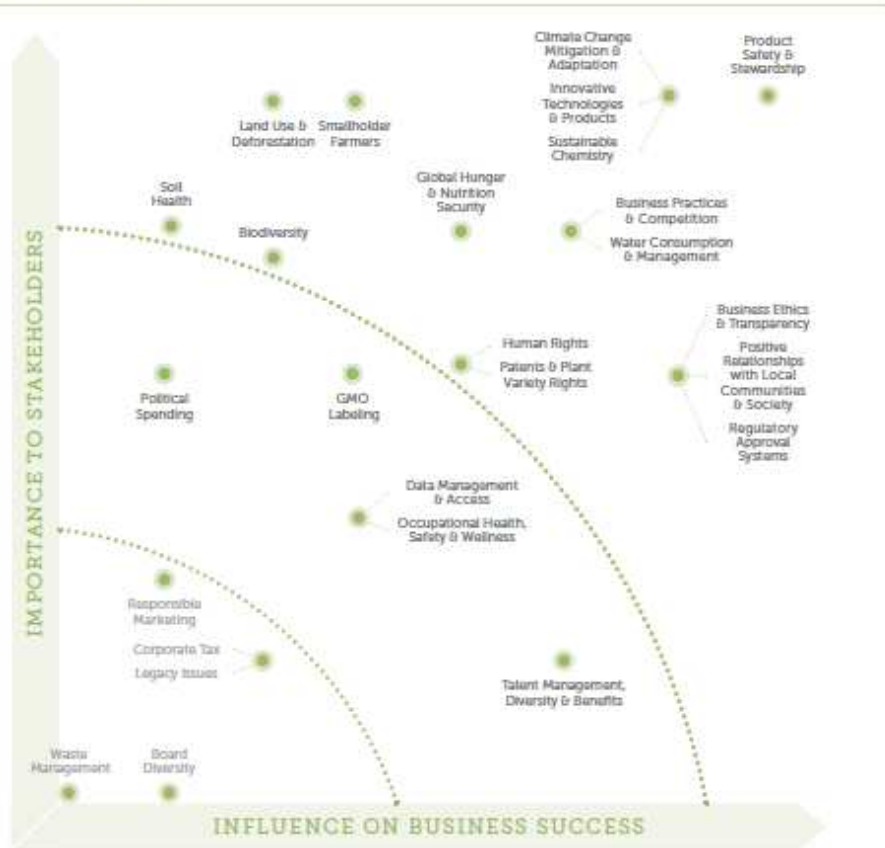 Climate Change
Mitigation &
Adaptation
Innovative
Technologies
& Products
Sustainable
Chemistry
Product
Safety &
Stewardship
Land Use &
Deforestation
Smallholder
Farmers
Global Hunger
& Nutrition
Security
Soil
Health
Biodiversity
Business Practices
& Competition
Water Consumption
& Management
Human Rights
Patents & Plant
Variety Rights
Business Ethics
& Transparency
Positive
Relationships
with Local
Communities
& Society
Regulatory
Approval
Systems
Political
Spending
GMO
Labeling
Data Management
& Access
Occupational Health,
Safety & Wellness
Responsible
Marketing
Corporate Tax
Legacy Issues
Talent Management,
Diversity & Benefits
Waste
Management
Board
Diversity
IMPORTANCE TO STAKEHOLDERS
INFLUENCE ON BUSINESS SUCCESS